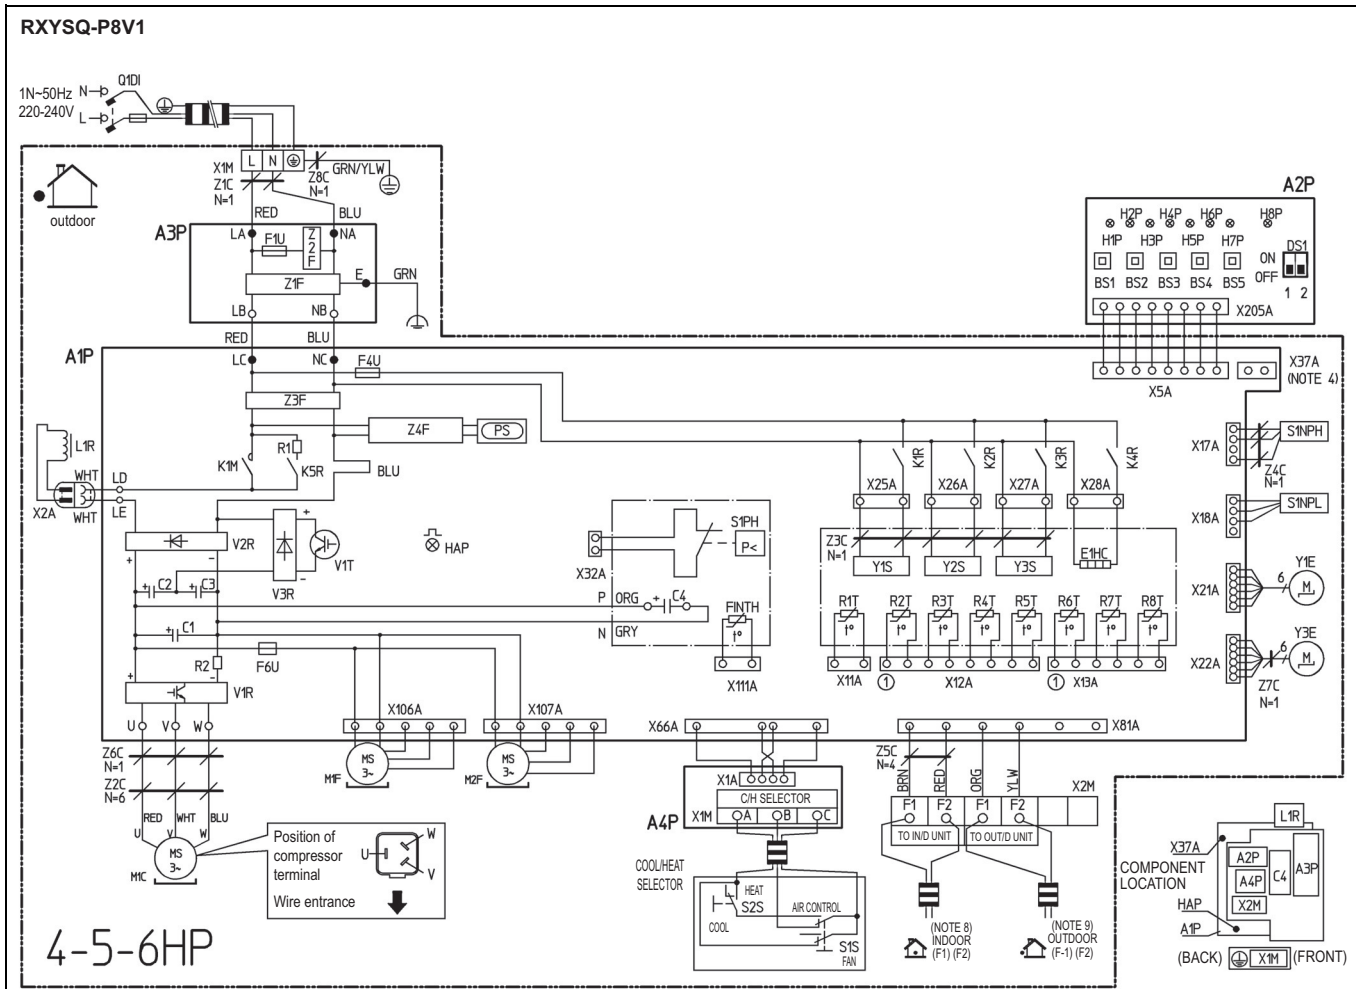 RXYSQ-P8V1
1N~50Hz
220-240V
N
L
Q1DI
outdoor
X1M
L
N
Z1C
N=1
Z8C
N=1
GRN/YLW
RED
BLU
A3P
LA
NA
F1U
Z
2
F
Z1F
E
GRN
LB
NB
RED
BLU
A2P
H2P
H4P
H6P
H8P
H1P
H3P
H5P
H7P
ON
OFF
DS1
1 2
BS1
BS2
BS3
BS4
BS5
X205A
X5A
X37A
(NOTE 4)
A1P
LC
NC
F4U
Z3F
Z4F
PS
R1
K1M
K5R
BLU
L1R
WHT
LD
X2A
WHT
LE
V2R
+
−
C2
C3
V3R
V1T
HAP
C1
R2
F6U
V1R
X32A
S1PH
P<
P
ORG
C4
N
GRY
FINTH
t°
X111A
K1R
K2R
K3R
K4R
X25A
X26A
X27A
X28A
Z3C
N=1
Y1S
Y2S
Y3S
E1HC
R1T
R2T
R3T
R4T
R5T
R6T
R7T
R8T
t°
t°
t°
t°
t°
t°
t°
t°
X11A
1
X12A
1
X13A
X17A
S1NPH
Z4C
N=1
X18A
S1NPL
X21A
6
Y1E
M
X22A
6
Y3E
M
Z7C
N=1
U
V
W
Z6C
N=1
Z2C
N=6
RED
WHT
BLU
U
V
W
MS
3~
M1C
X106A
MS
3~
M1F
X107A
MS
3~
M2F
Position of
compressor
terminal
Wire entrance
U
W
V
4-5-6HP
X66A
X1A
C/H SELECTOR
A4P
X1M
A
B
C
COOL/HEAT
SELECTOR
HEAT
S2S
COOL
AIR CONTROL
S1S
FAN
X81A
Z5C
N=4
BRN
RED
ORG
YLW
X2M
F1
F2
F1
F2
TO IN/D UNIT
TO OUT/D UNIT
(NOTE 8)
INDOOR
(F1) (F2)
(NOTE 9)
OUTDOOR
(F-1) (F2)
COMPONENT
LOCATION
X37A
L1R
A2P
A3P
A4P
C4
X2M
HAP
A1P
(BACK)
X1M
(FRONT)